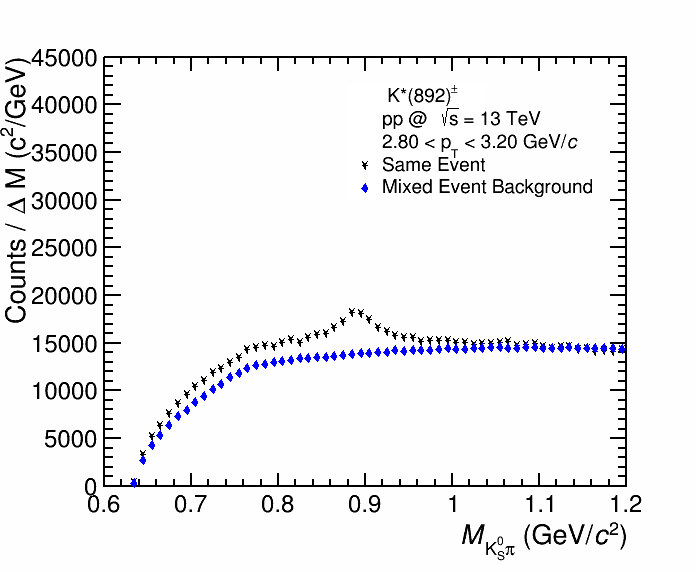 45000
40000
35000
30000
25000
20000
15000
10000
5000
0
Counts / Δ M (c²/GeV)
K*(892)±
pp @ √s = 13 TeV
2.80 < p_T < 3.20 GeV/c
Same Event
Mixed Event Background
0.6 0.7 0.8 0.9 1 1.1 1.2
M_K⁰_Sπ (GeV/c²)